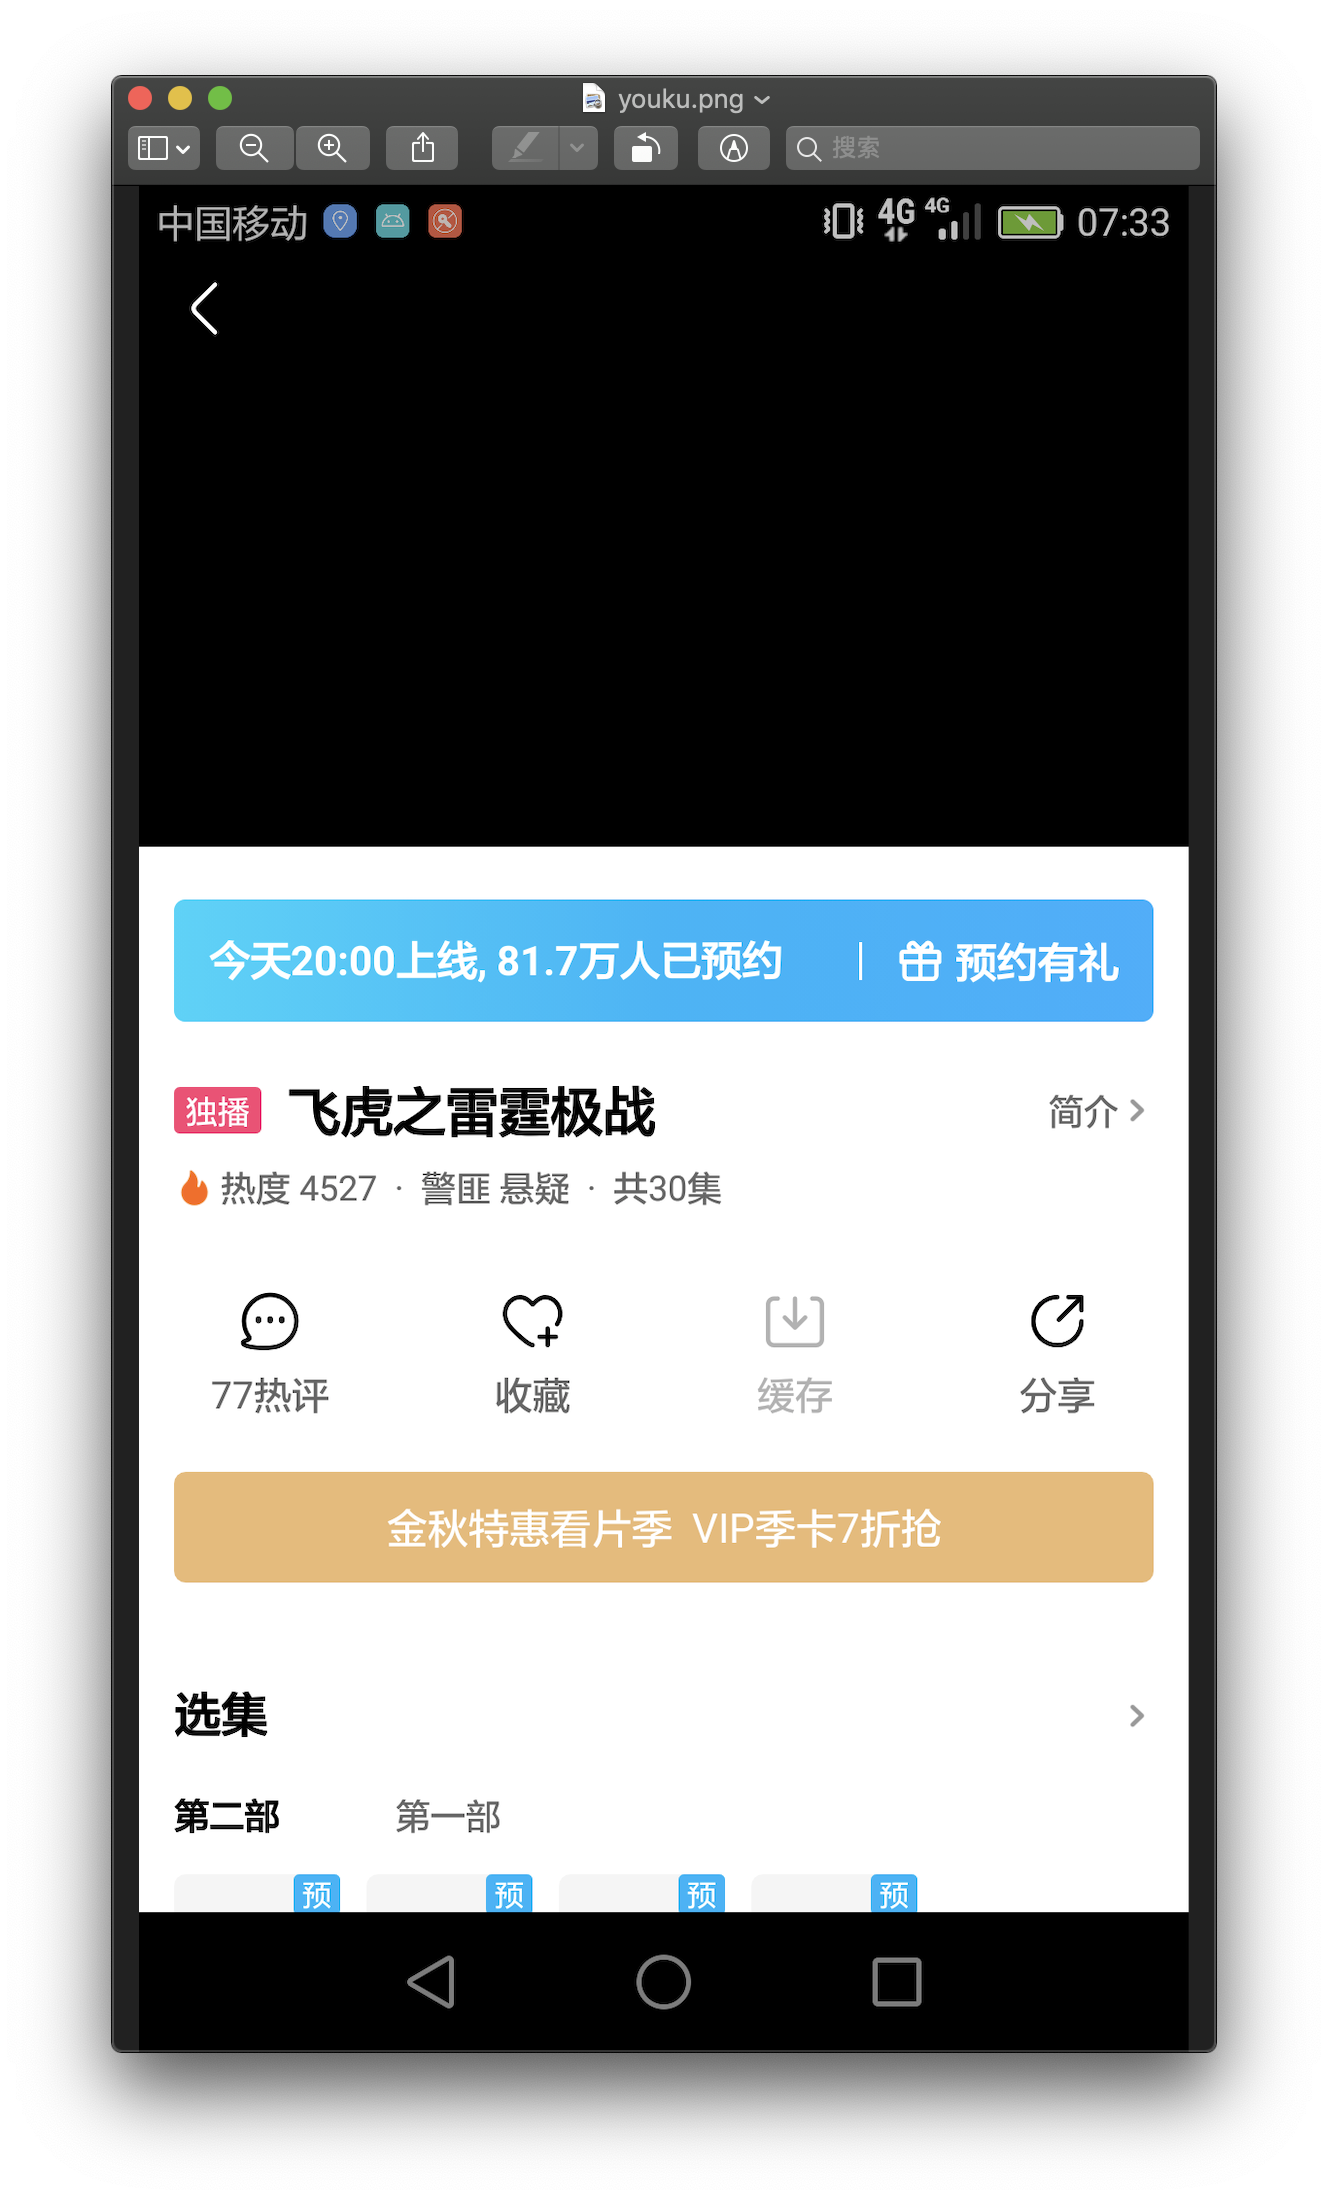 youku.png
搜索
中国移动 4G 4G 07:33
今天20:00上线, 81.7万人已预约 预约有礼
独播 飞虎之雷霆极战 简介
热度 4527 · 警匪 悬疑 · 共30集
77热评 收藏 缓存 分享
金秋特惠看片季 VIP季卡7折抢
选集
第二部 第一部
预 预 预 预